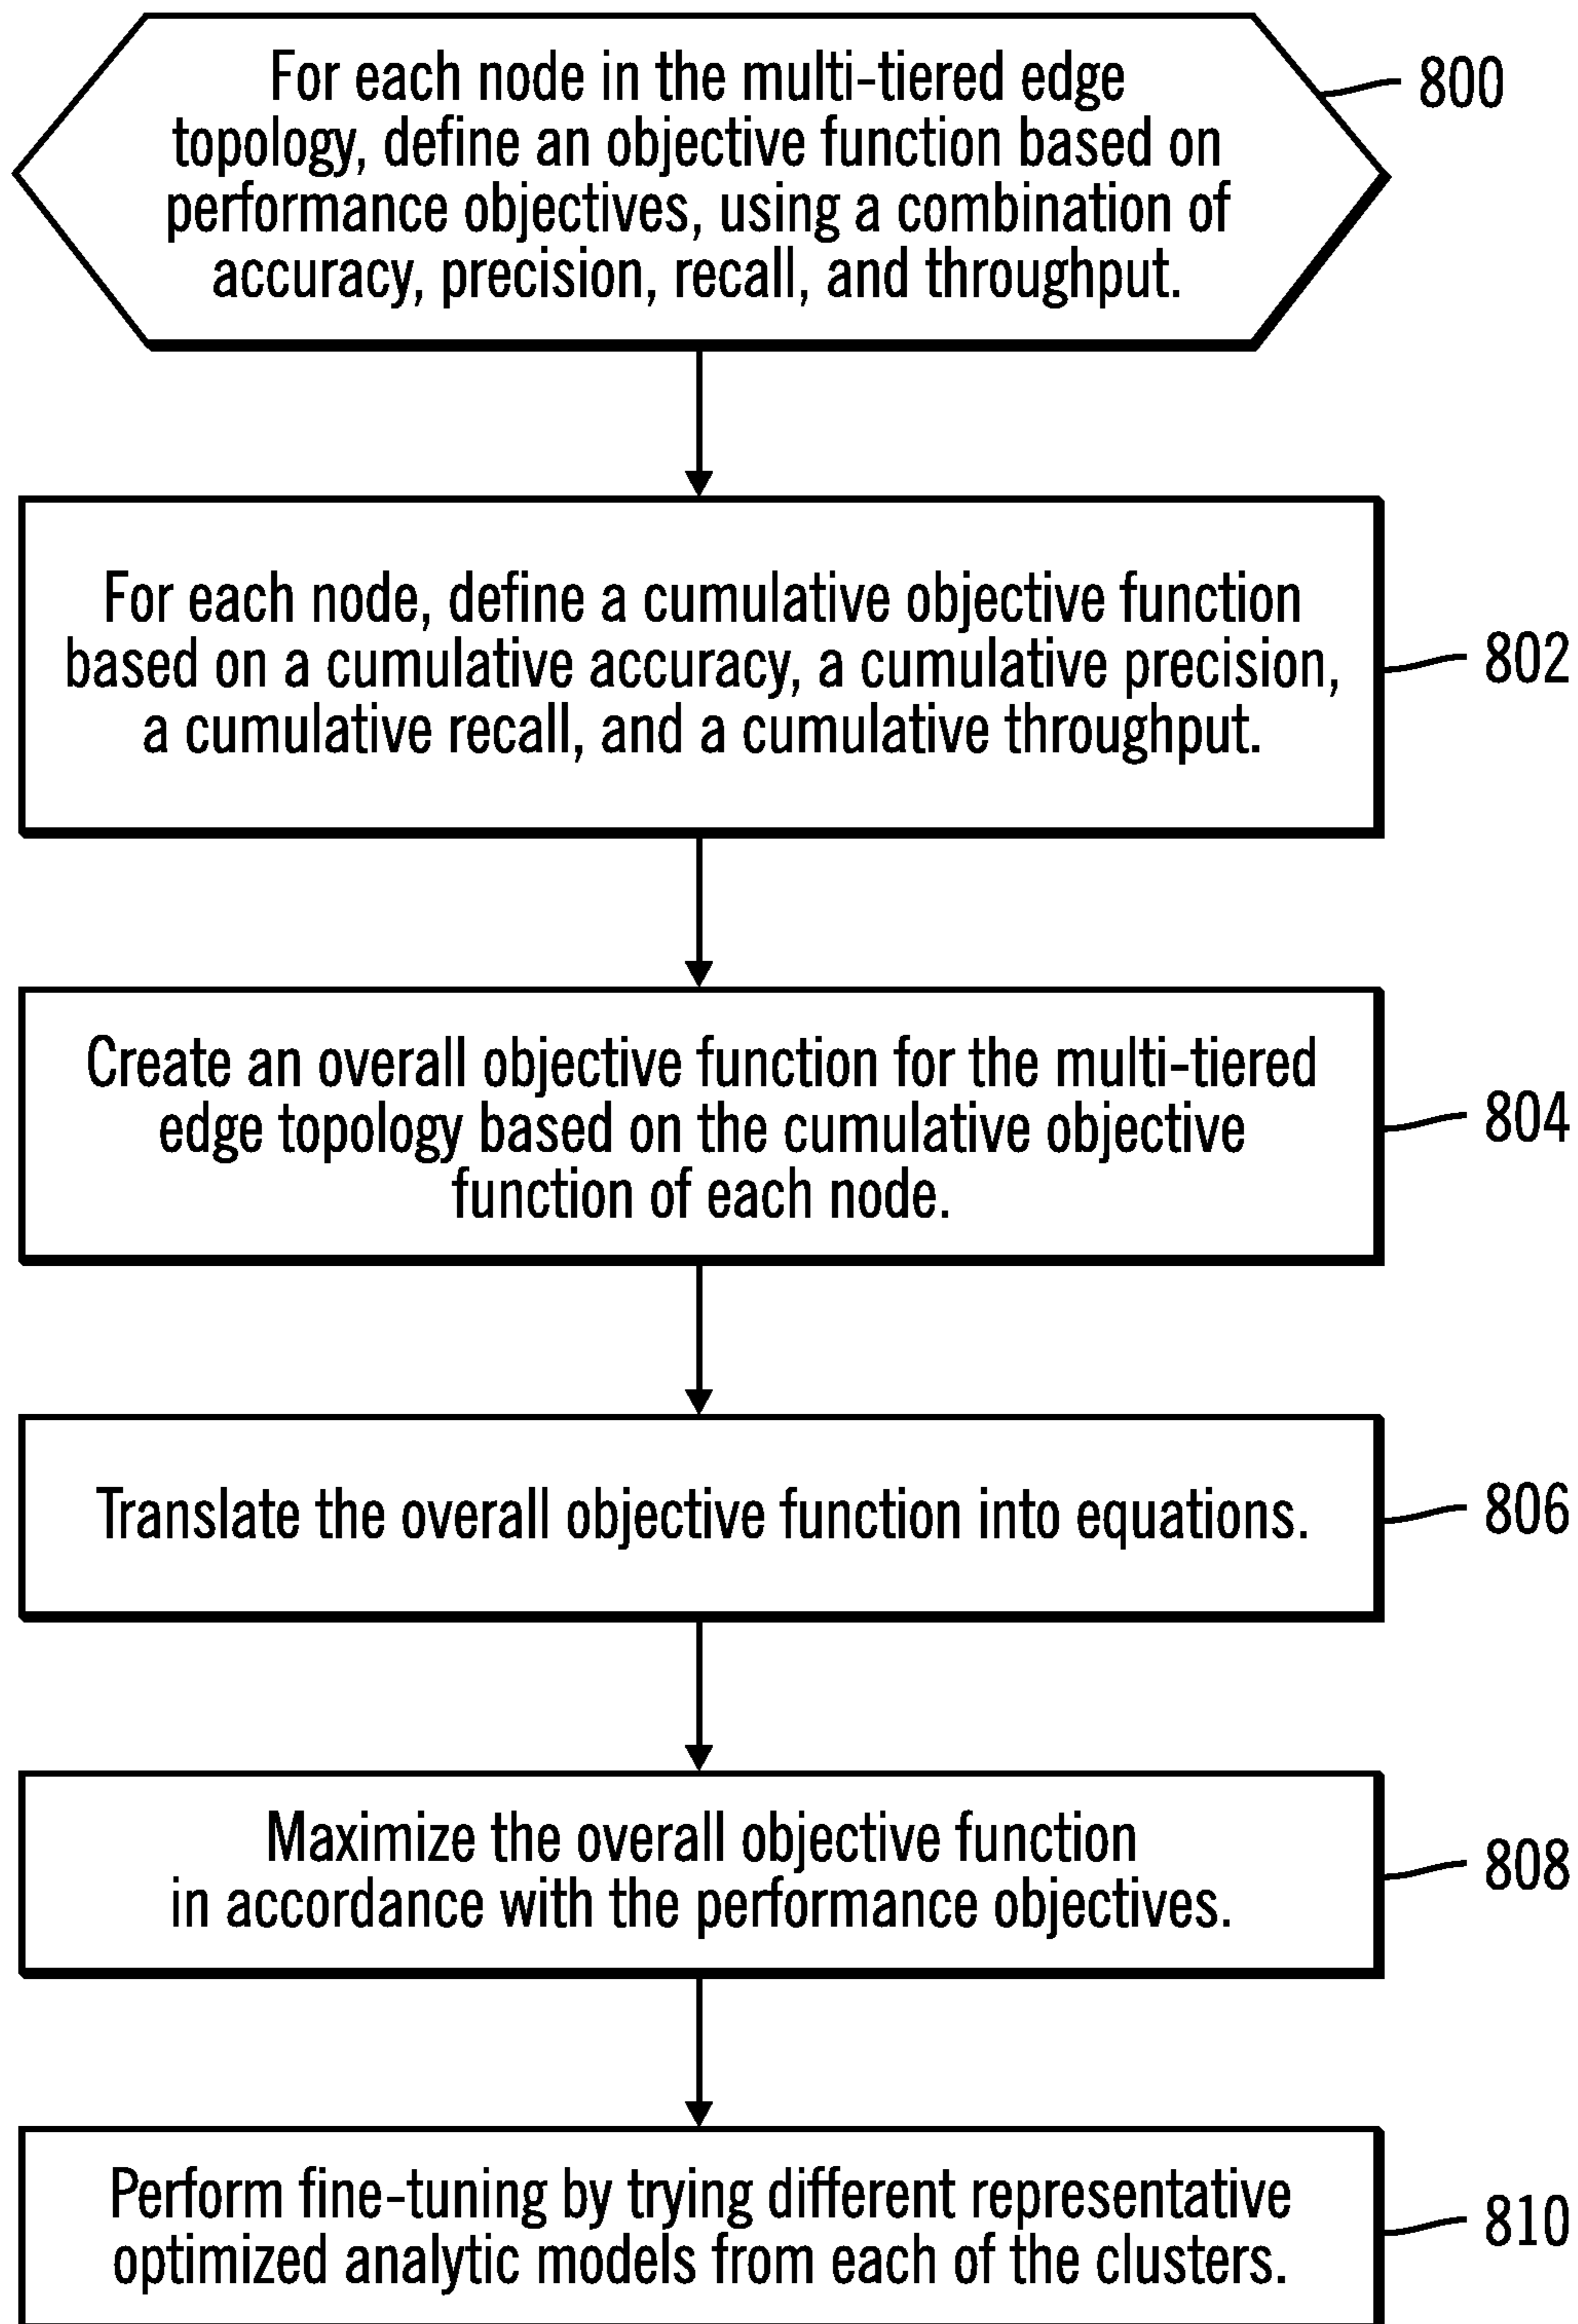 For each node in the multi-tiered edge
topology, define an objective function based on
performance objectives, using a combination of
accuracy, precision, recall, and throughput.
800
For each node, define a cumulative objective function
based on a cumulative accuracy, a cumulative precision,
a cumulative recall, and a cumulative throughput.
802
Create an overall objective function for the multi-tiered
edge topology based on the cumulative objective
function of each node.
804
Translate the overall objective function into equations.
806
Maximize the overall objective function
in accordance with the performance objectives.
808
Perform fine-tuning by trying different representative
optimized analytic models from each of the clusters.
810